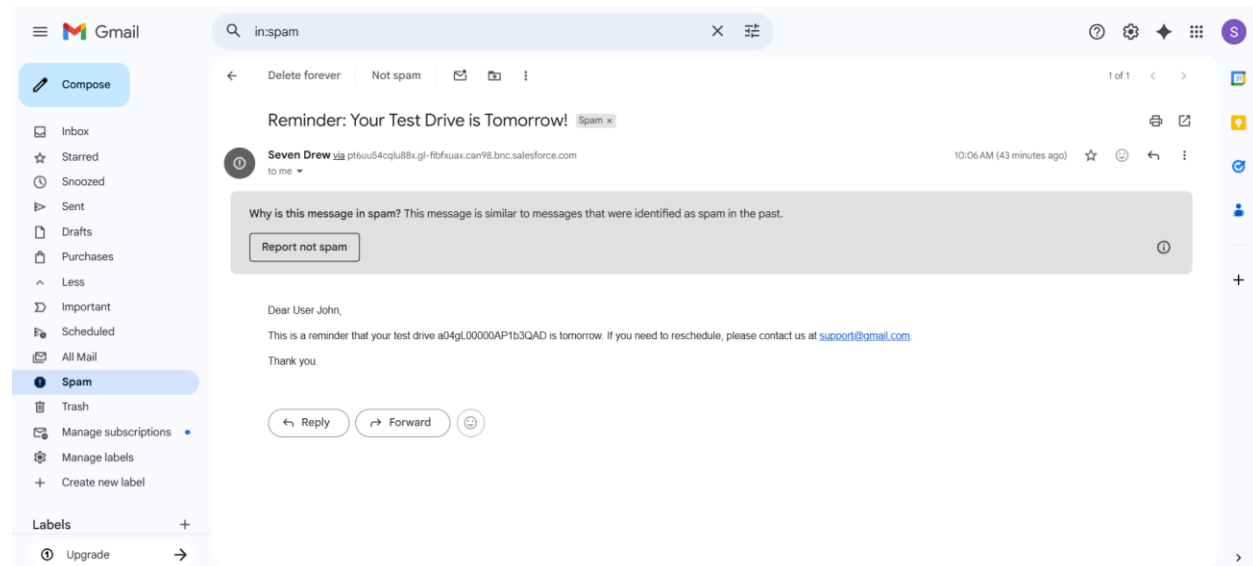 Gmail
in:spam
S
Compose
Delete forever
Not spam
1 of 1
31
Reminder: Your Test Drive is Tomorrow!
Spam ×
Inbox
Starred
Snoozed
Sent
Drafts
Purchases
Less
Important
Scheduled
All Mail
Spam
Trash
Manage subscriptions
Manage labels
Create new label
Labels
Upgrade
Seven Drew via pt6uu54cqlu88x.gl-fibfxuax.can98.bnc.salesforce.com
10:06 AM (43 minutes ago)
to me
Why is this message in spam? This message is similar to messages that were identified as spam in the past.
Report not spam
Dear User John,
This is a reminder that your test drive a04gL00000AP1b3QAD is tomorrow. If you need to reschedule, please contact us at support@gmail.com.
Thank you.
Reply
Forward